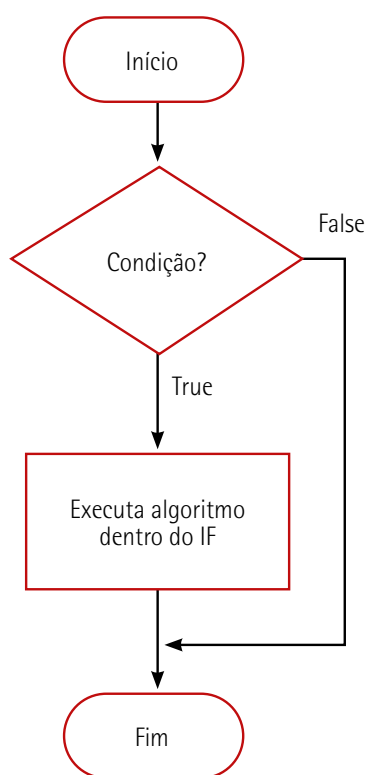 Início
False
Condição?
True
Executa algoritmo
dentro do IF
Fim